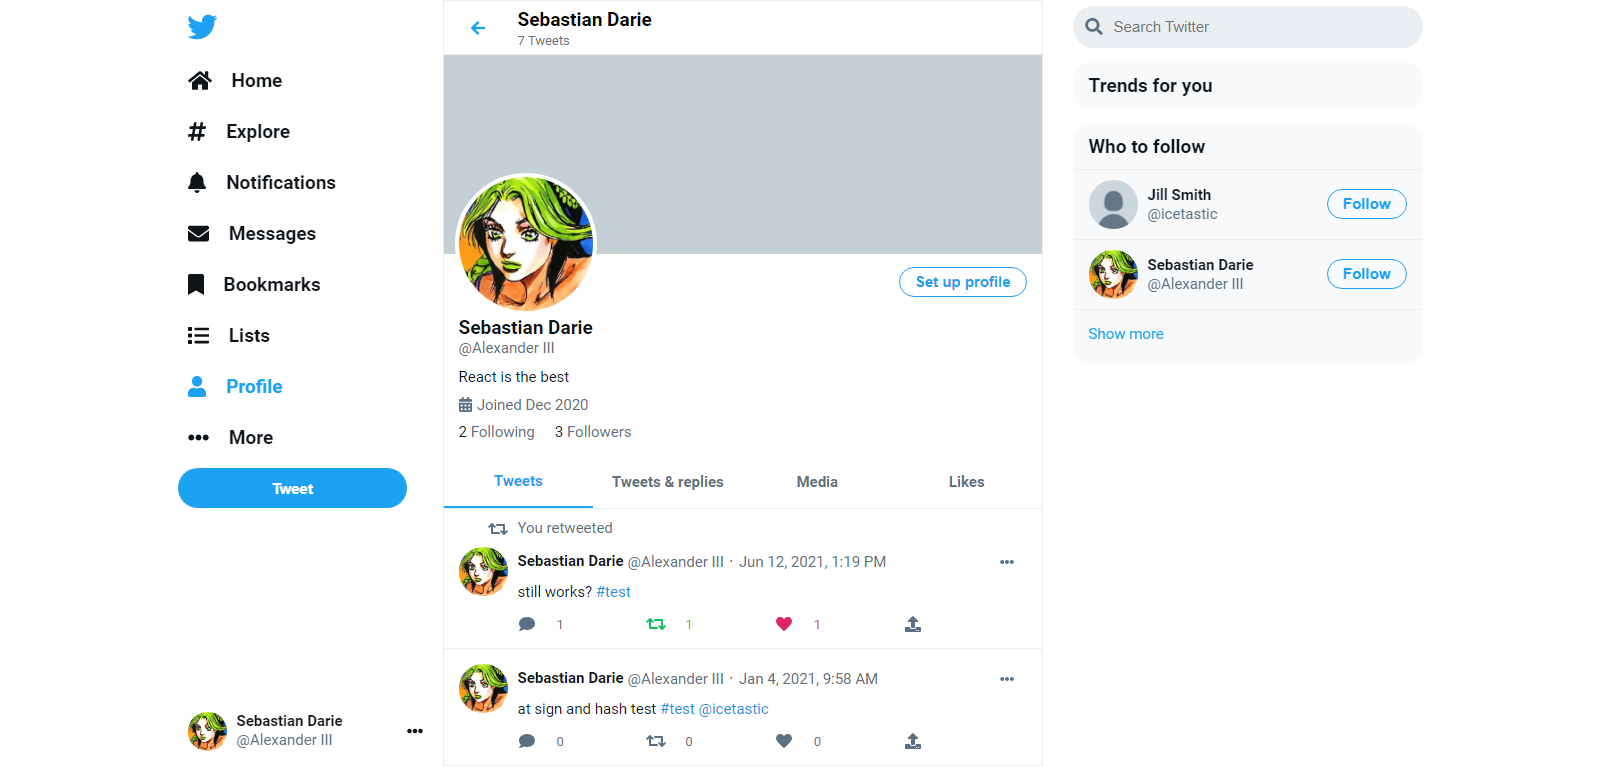 Home
Explore
Notifications
Messages
Bookmarks
Lists
Profile
More
Tweet
Sebastian Darie
@Alexander III
Sebastian Darie
7 Tweets
Set up profile
Sebastian Darie
@Alexander III
React is the best
Joined Dec 2020
2 Following 3 Followers
Tweets Tweets & replies Media Likes
You retweeted
Sebastian Darie @Alexander III · Jun 12, 2021, 1:19 PM
still works? #test
1 1 1
Sebastian Darie @Alexander III · Jan 4, 2021, 9:58 AM
at sign and hash test #test @icetastic
0 0 0
Search Twitter
Trends for you
Who to follow
Jill Smith
@icetastic
Follow
Sebastian Darie
@Alexander III
Follow
Show more